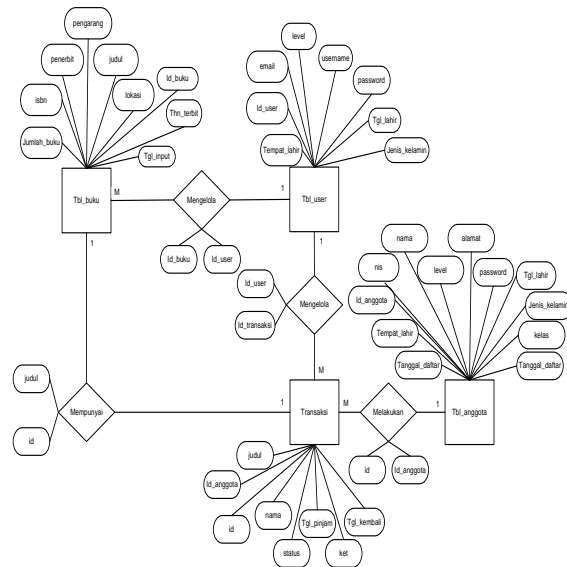 pengarang
penerbit
judul
Id_buku
isbn
lokasi
Thn_terbit
Jumlah_buku
Tgl_input
level
email
username
password
Id_user
Tgl_lahir
Tempat_lahir
Jenis_kelamin
Tbl_buku
M
Mengelola
1
Tbl_user
1
Id_buku
Id_user
1
nama
alamat
nis
level
password
Tgl_lahir
Id_anggota
Jenis_kelamin
Tempat_lahir
kelas
Tanggal_daftar
Tanggal_daftar
Id_user
Mengelola
Id_transaksi
M
judul
Mempunyai
id
1
Transaksi
M
Melakukan
1
Tbl_anggota
id
Id_anggota
judul
Id_anggota
id
nama
Tgl_pinjam
Tgl_kembali
status
ket